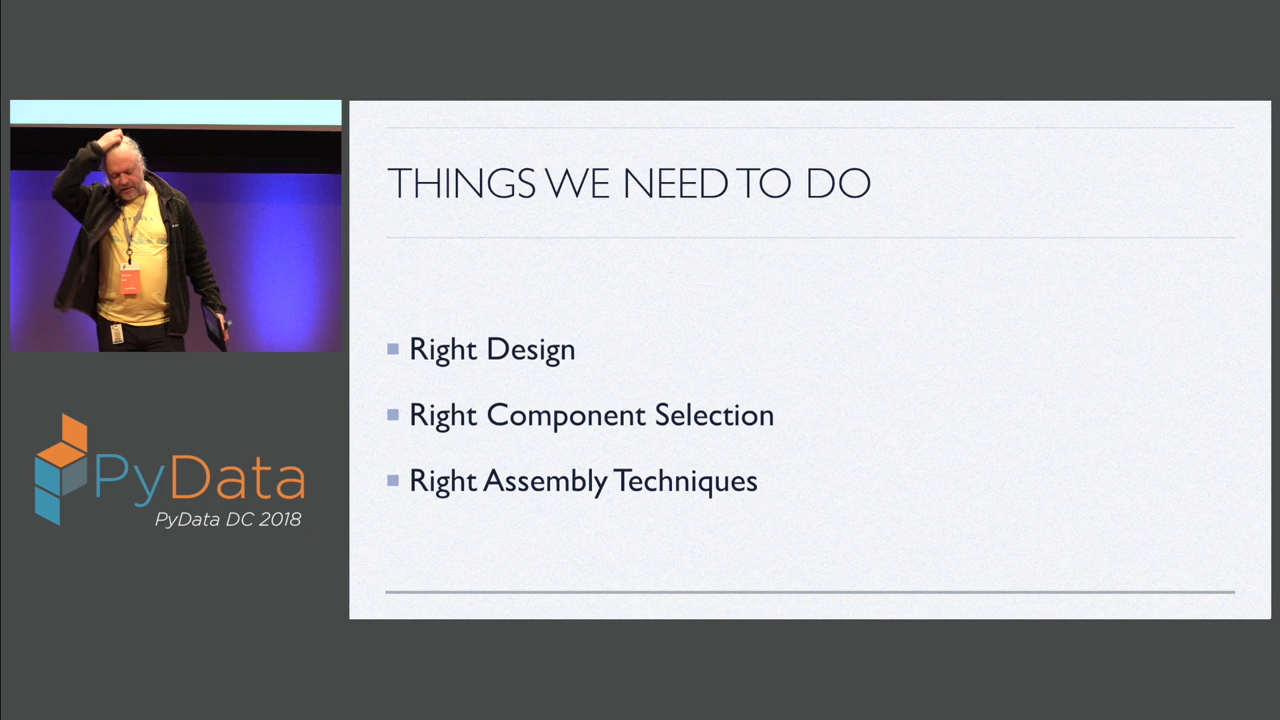 THINGS WE NEED TO DO
Right Design
Right Component Selection
Right Assembly Techniques
PyData
PyData DC 2018